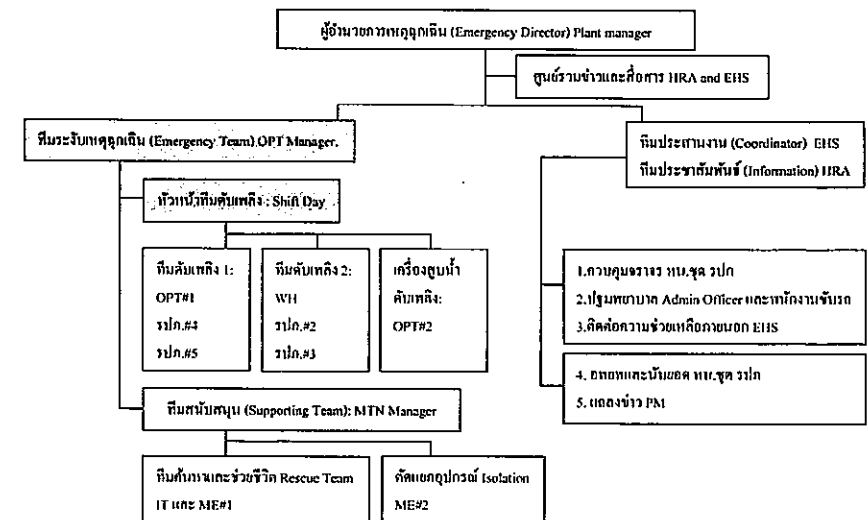 ผู้อำนวยการเหตุฉุกเฉิน (Emergency Director) Plant manager
ศูนย์รวมข่าวและสื่อสาร HRA and EHS
ทีมระงับเหตุฉุกเฉิน (Emergency Team) OPT Manager.
ทีมประสานงาน (Coordinator) EHS
ทีมประชาสัมพันธ์ (Information) HRA
หัวหน้าทีมดับเพลิง : Shift Day
ทีมดับเพลิง 1:
OPT#1
รปภ.#4
รปภ.#5
ทีมดับเพลิง 2:
WH
รปภ.#2
รปภ.#3
เครื่องสูบน้ำ
ดับเพลิง:
OPT#2
1.ควบคุมจราจร หน.ชุด รปภ
2.ปฐมพยาบาล Admin Officer และพนักงานขับรถ
3.ติดต่อความช่วยเหลือภายนอก EHS
4. อพยพและนับยอด หน.ชุด รปภ
5. แถลงข่าว PM
ทีมสนับสนุน (Supporting Team): MTN Manager
ทีมค้นหาและช่วยชีวิต Rescue Team
IT และ ME#1
ตัดแยกอุปกรณ์ Isolation
ME#2